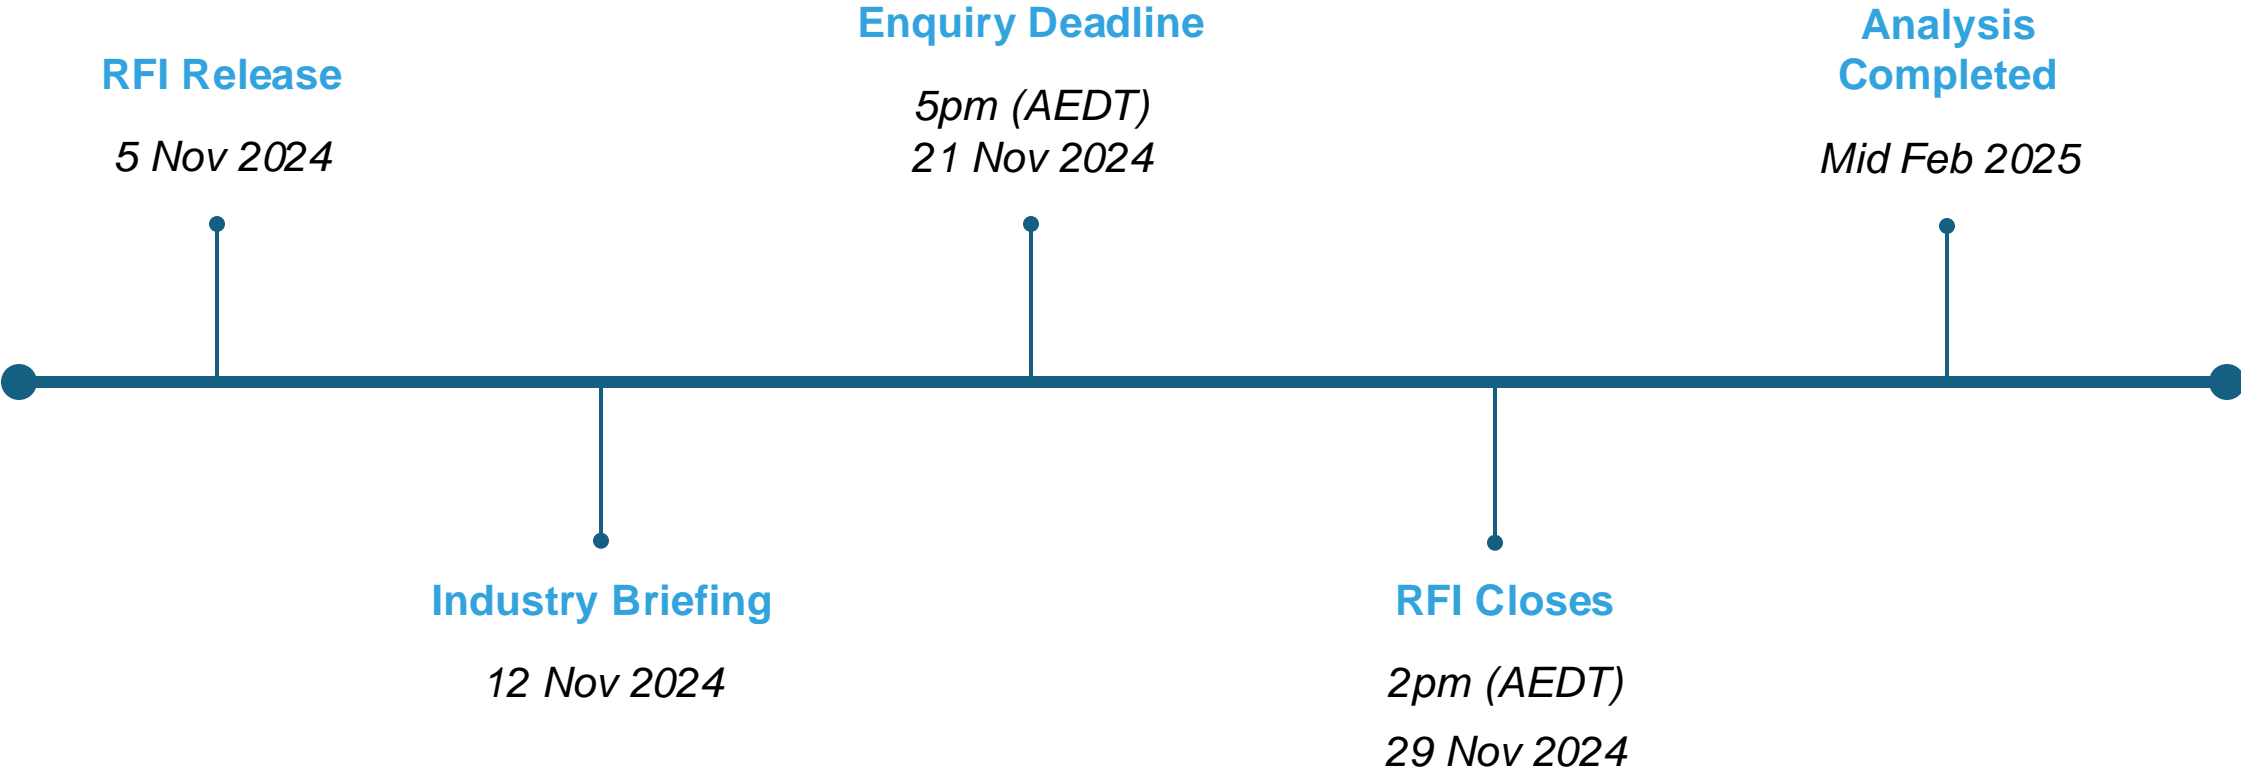 RFI Release
5 Nov 2024
Industry Briefing
12 Nov 2024
Enquiry Deadline
5pm (AEDT)
21 Nov 2024
RFI Closes
2pm (AEDT)
29 Nov 2024
Analysis
Completed
Mid Feb 2025